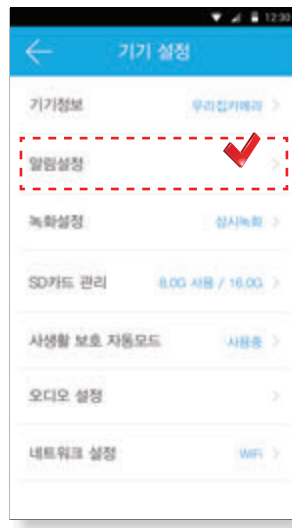 12:30
기기 설정
기기정보 우리집카메라
알림설정
녹화설정 상시녹화
SD카드 관리 8.0G 사용 / 16.0G
사생활 보호 자동모드 사용중
오디오 설정
네트워크 설정 WiFi